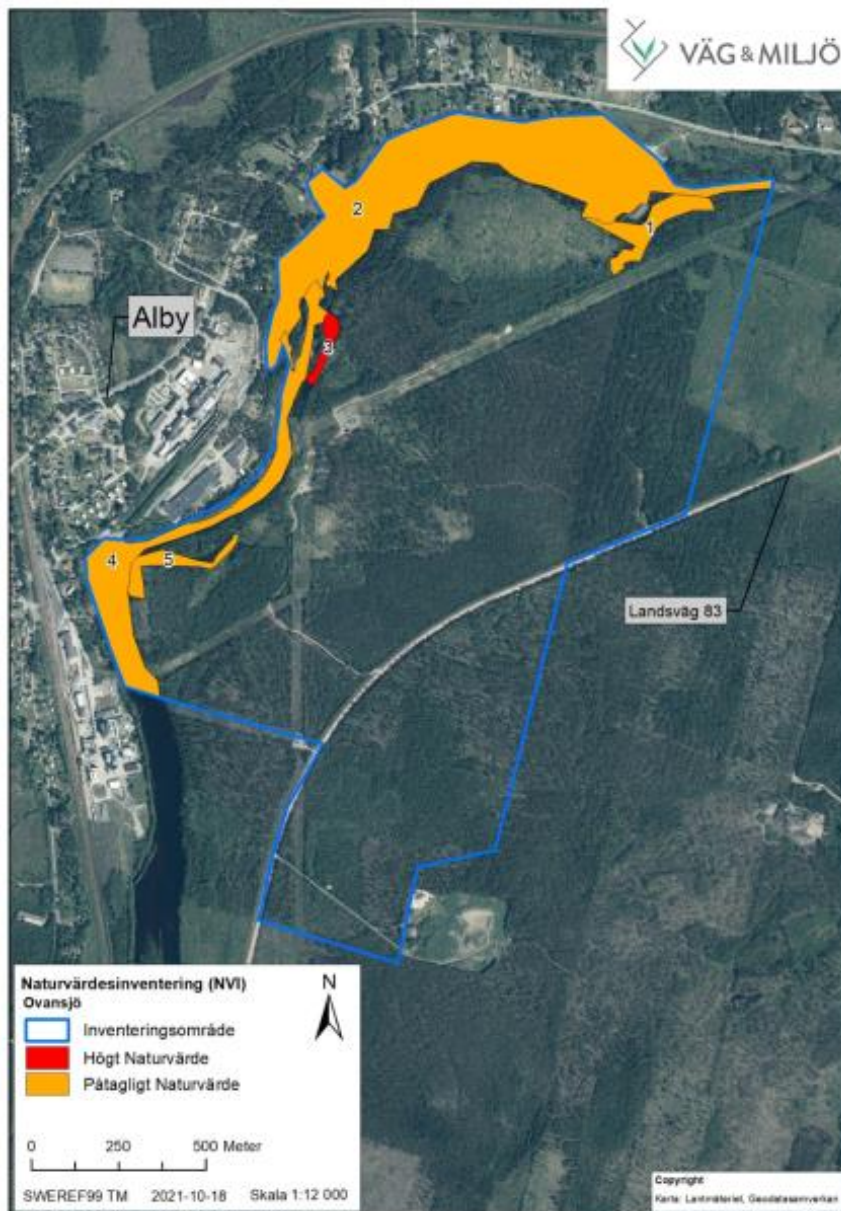 VÄG & MILJÖ
2
1
Alby
3
4
5
Landsväg 83
Naturvärdesinventering (NVI)
Ovansjö
N
Inventeringsområde
Högt Naturvärde
Påtagligt Naturvärde
0 250 500 Meter
SWEREF99 TM 2021-10-18 Skala 1:12 000
Copyright
Karta: Lantmäteriet, Geodatasamverkan